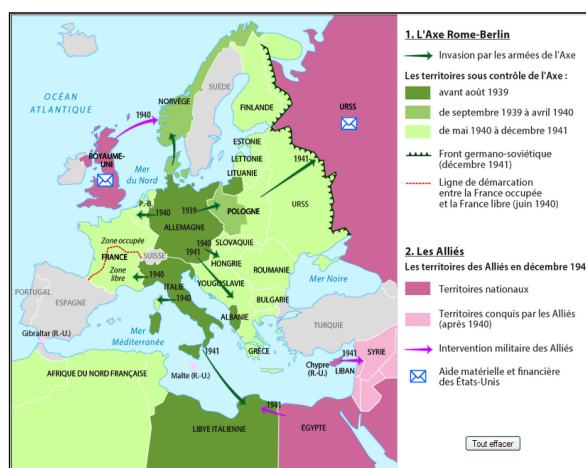 OCÉAN
ATLANTIQUE
NORVÈGE
SUÈDE
FINLANDE
URSS
1940
ROYAUME-
UNI
Mer
du Nord
ESTONIE
LETTONIE
LITUANIE
1941
P.-B.
1940
1939
POLOGNE
URSS
ALLEMAGNE
Zone occupée
FRANCE
SUISSE
1940
1941
SLOVAQUIE
HONGRIE
Zone
libre
1940
ITALIE
YOUGOSLAVIE
ROUMANIE
Mer Noire
1940
BULGARIE
PORTUGAL
ESPAGNE
ALBANIE
TURQUIE
Gibraltar (R.-U.)
Mer
Méditerranée
GRÈCE
1941
Malte (R.-U.)
Chypre
(R.-U.)
1941
LIBAN
SYRIE
AFRIQUE DU NORD FRANÇAISE
1941
LIBYE ITALIENNE
ÉGYPTE
1. L'Axe Rome-Berlin
Invasion par les armées de l'Axe
Les territoires sous contrôle de l'Axe :
avant août 1939
de septembre 1939 à avril 1940
de mai 1940 à décembre 1941
Front germano-soviétique
(décembre 1941)
Ligne de démarcation
entre la France occupée
et la France libre (juin 1940)
2. Les Alliés
Les territoires des Alliés en décembre 194
Territoires nationaux
Territoires conquis par les Alliés
(après 1940)
Intervention militaire des Alliés
Aide matérielle et financière
des États-Unis
Tout effacer